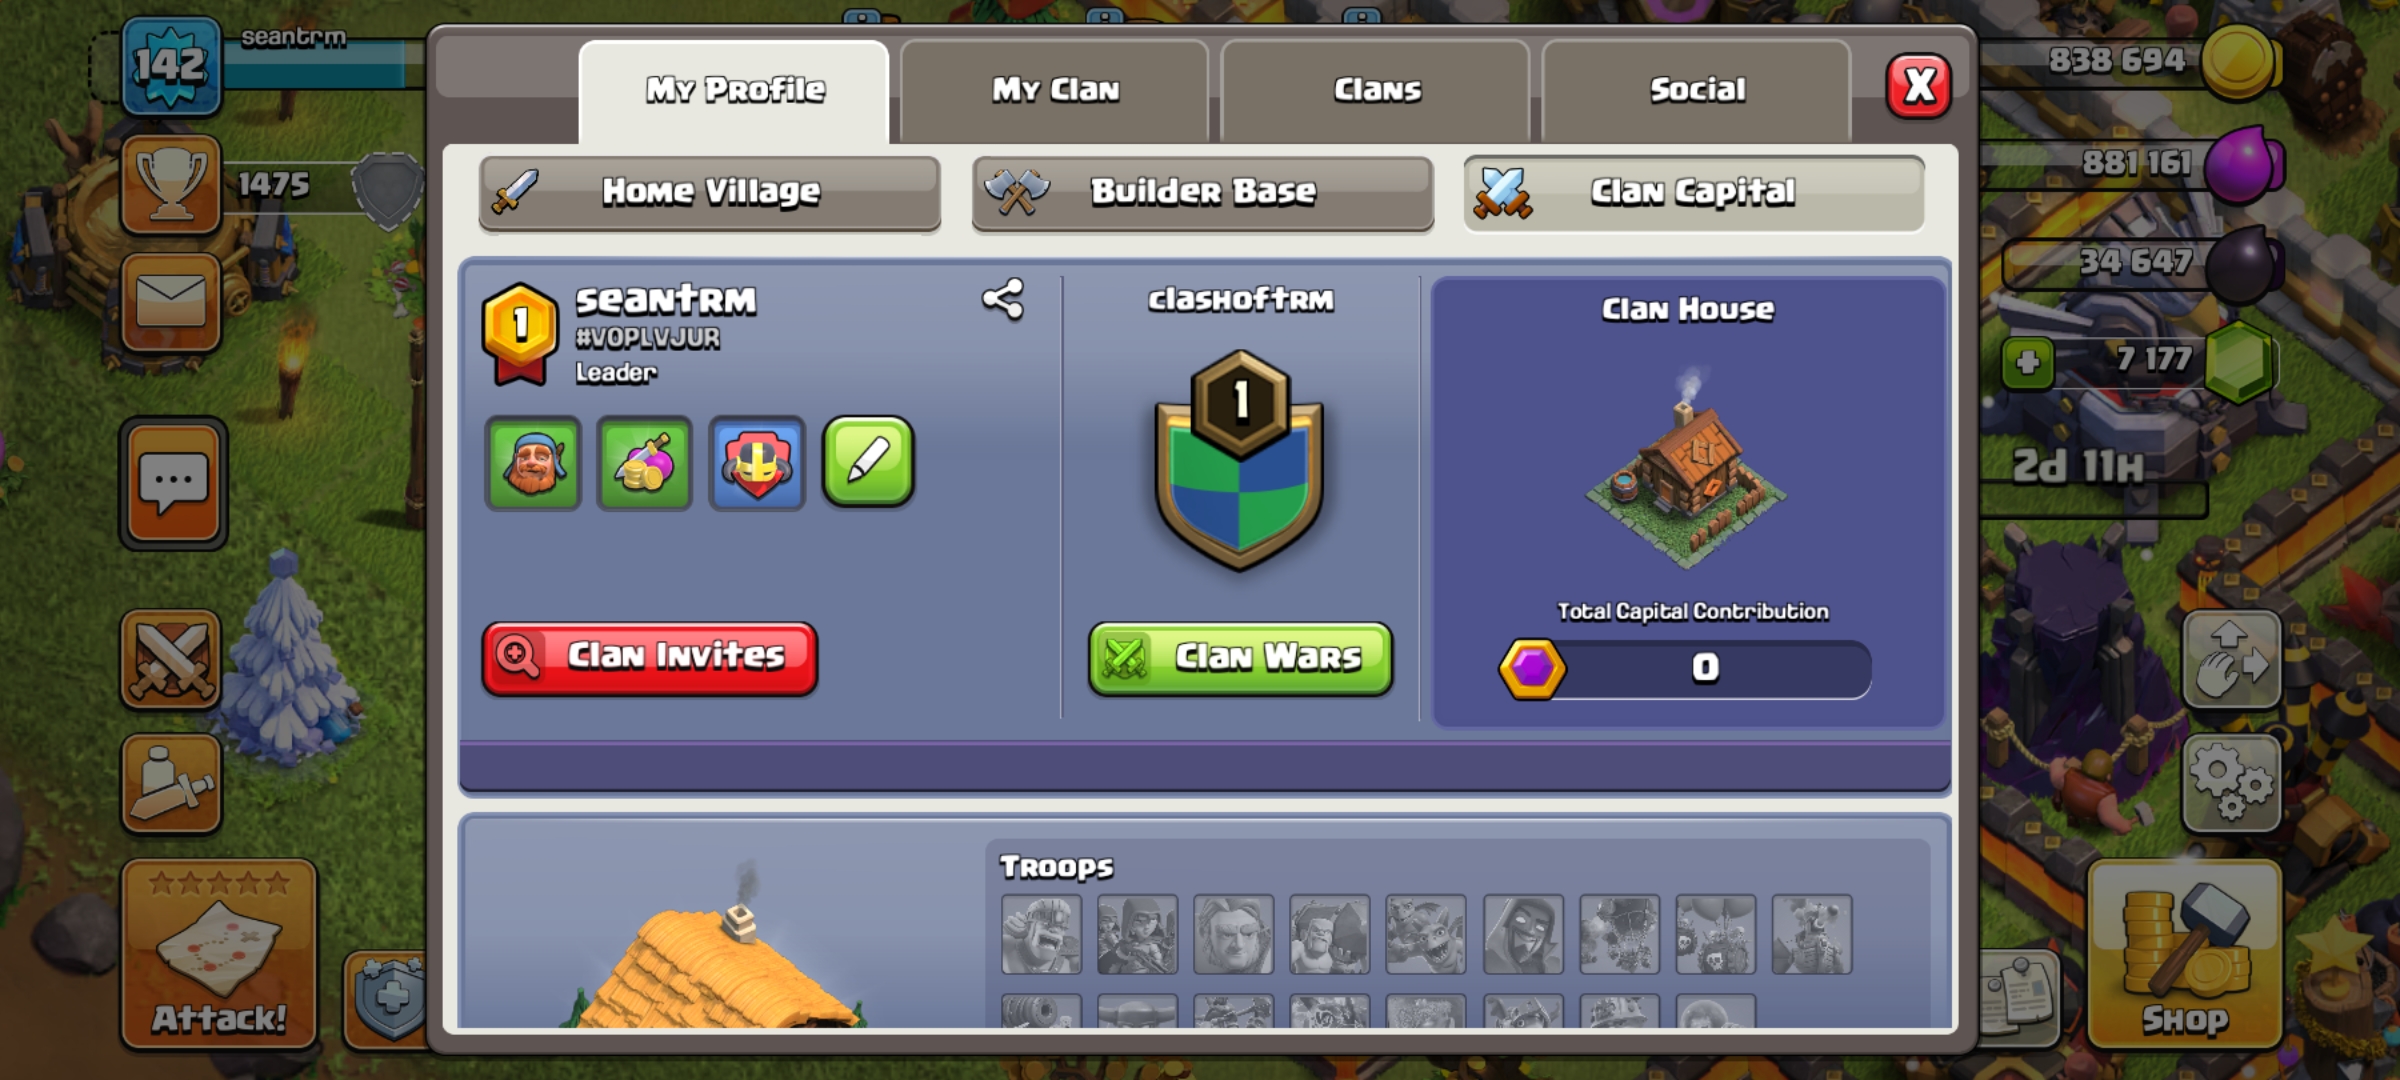 142
seantrm
1475
My Profile
My Clan
Clans
Social
X
838 694
881 161
34 647
7 177
2d 11h
Home Village
Builder Base
Clan Capital
1
seantrm
#V0PLVJUR
Leader
clashoftrm
1
Clan House
Total Capital Contribution
0
Clan Invites
Clan Wars
Troops
Attack!
Shop